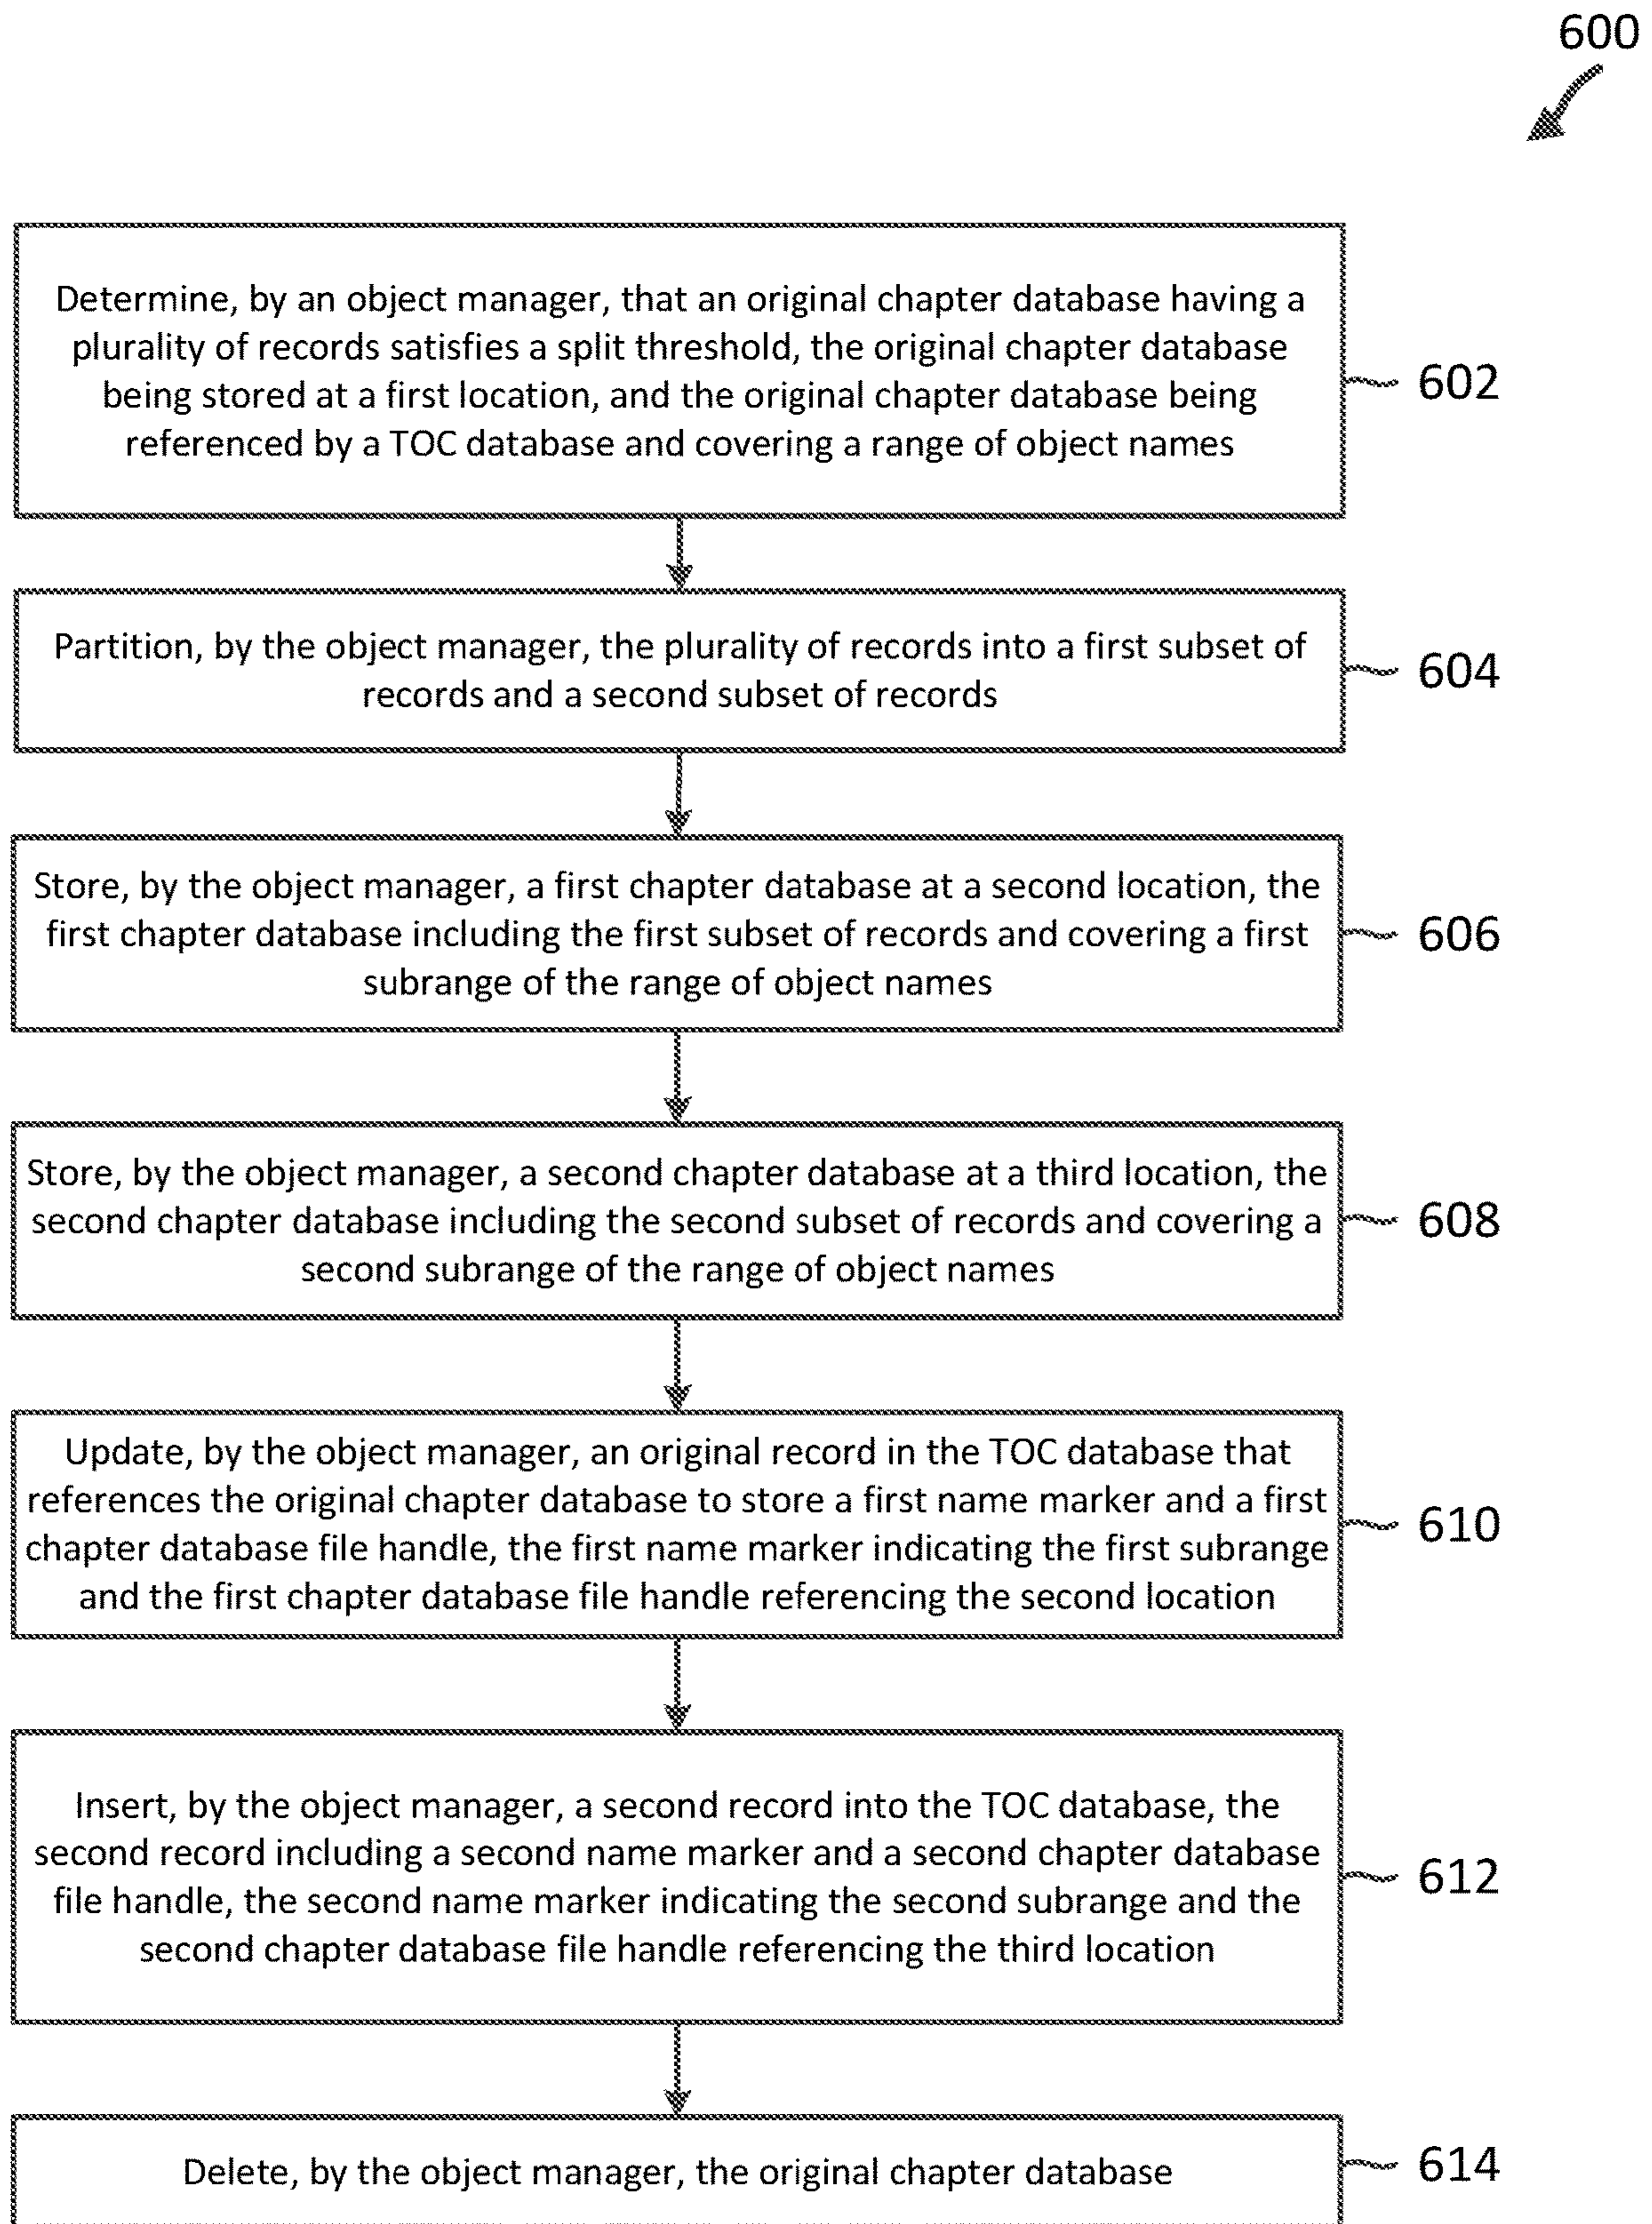 600
Determine, by an object manager, that an original chapter database having a
plurality of records satisfies a split threshold, the original chapter database
being stored at a first location, and the original chapter database being
referenced by a TOC database and covering a range of object names
602
Partition, by the object manager, the plurality of records into a first subset of
records and a second subset of records
604
Store, by the object manager, a first chapter database at a second location, the
first chapter database including the first subset of records and covering a first
subrange of the range of object names
606
Store, by the object manager, a second chapter database at a third location, the
second chapter database including the second subset of records and covering a
second subrange of the range of object names
608
Update, by the object manager, an original record in the TOC database that
references the original chapter database to store a first name marker and a first
chapter database file handle, the first name marker indicating the first subrange
and the first chapter database file handle referencing the second location
610
Insert, by the object manager, a second record into the TOC database, the
second record including a second name marker and a second chapter database
file handle, the second name marker indicating the second subrange and the
second chapter database file handle referencing the third location
612
Delete, by the object manager, the original chapter database
614